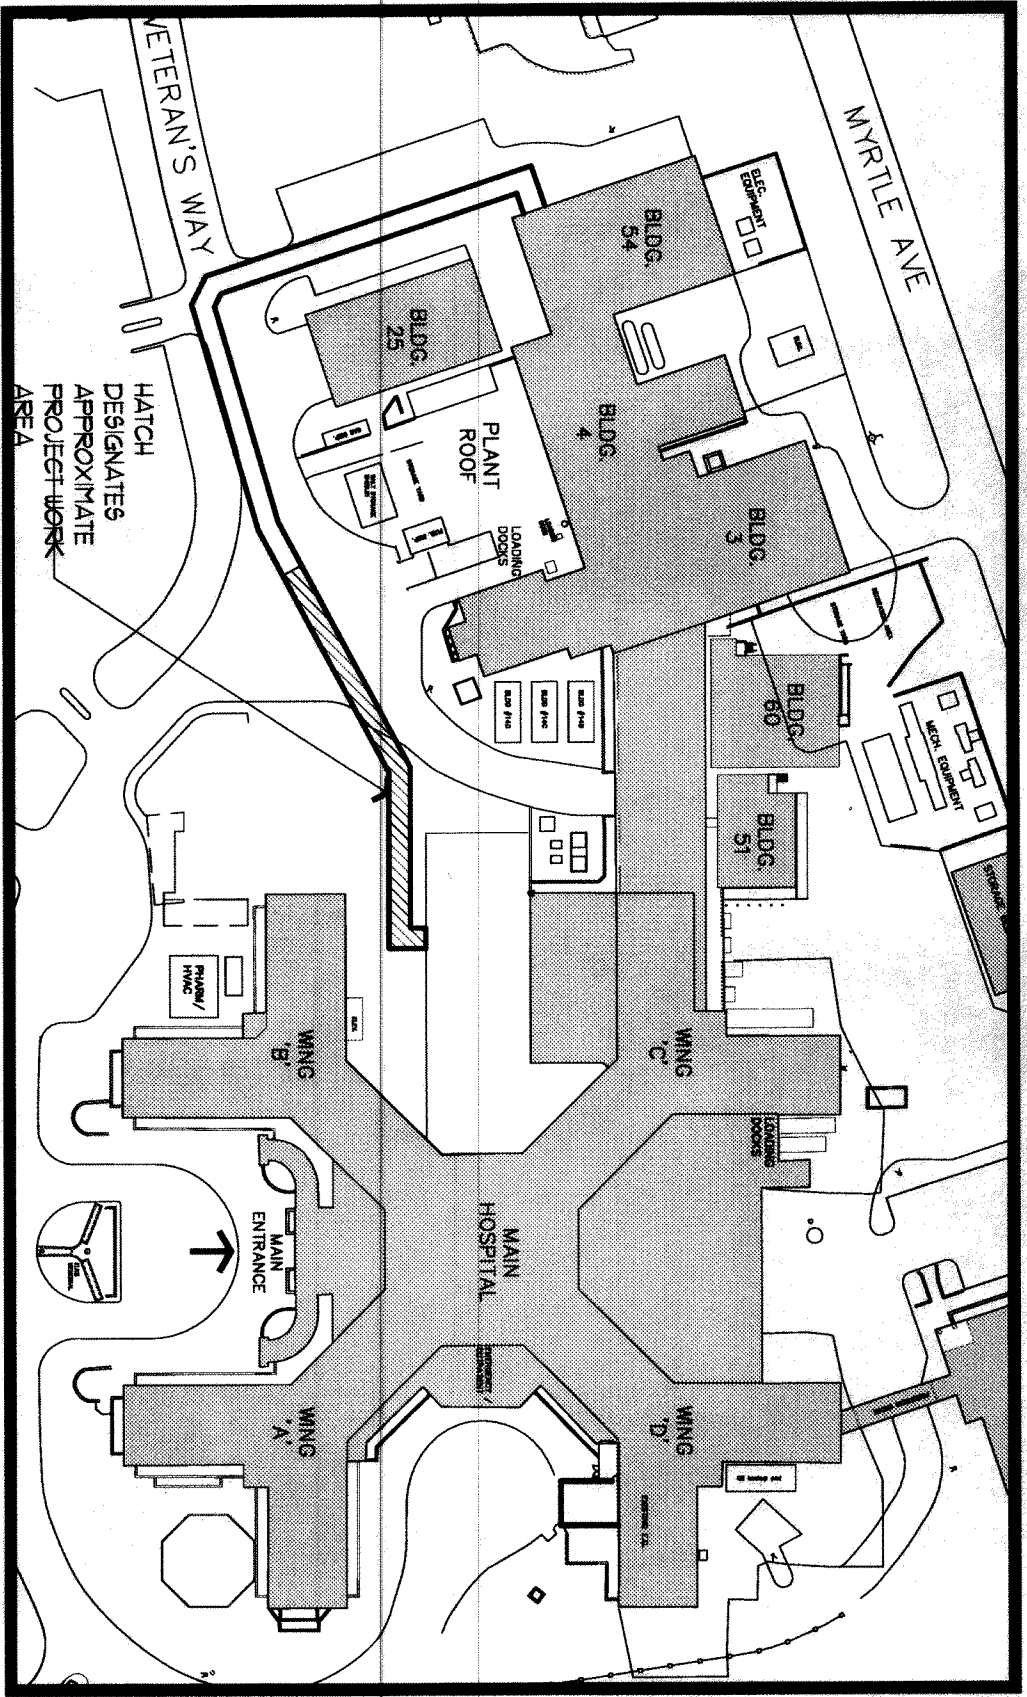 VETERAN'S WAY
MYRTLE AVE
ELEC.
EQUIPMENT
BLDG.
54
BLDG.
25
BLDG.
4
BLDG.
3
PLANT
ROOF
LOADING
DOCKS
HATCH
DESIGNATES
APPROXIMATE
PROJECT WORK
AREA
BLDG.
60
BLDG.
51
MECH. EQUIPMENT
PHARM/
HVAC
WING
'B'
WING
'C'
LOADING
DOCKS
MAIN
HOSPITAL
MAIN
ENTRANCE
WING
'A'
WING
'D'